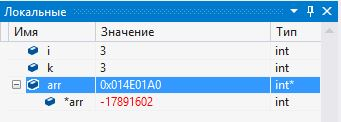 Локальные
Имя Значение Тип
i 3 int
k 3 int
arr 0x014E01A0 int*
*arr -17891602 int